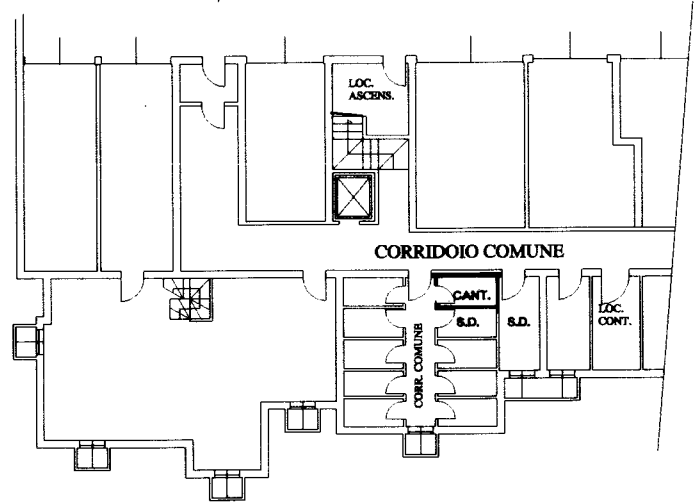 LOC.
ASCENS.
CORRIDOIO COMUNE
CANT.
S.D.
S.D.
LOC.
CONT.
CORR. COMUNE